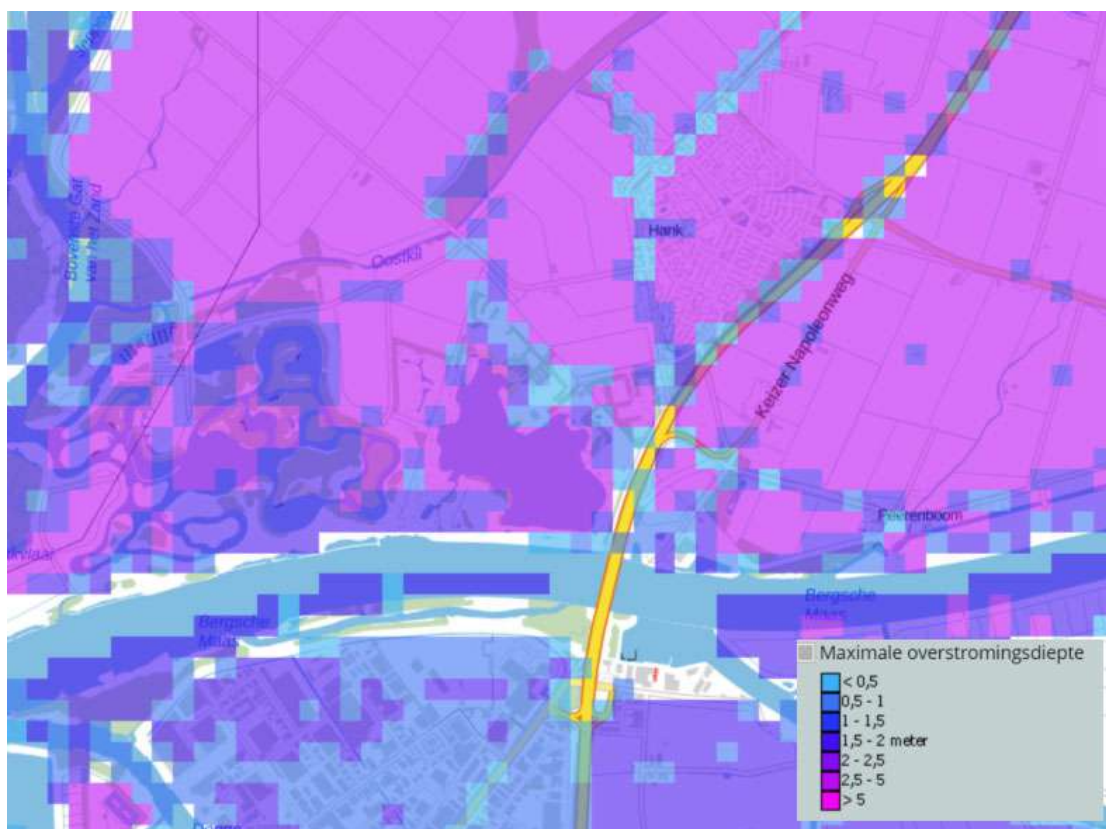 Bovenste Gat
van het Zand
Oostkil
Hank
Keizer Napoleonweg
Peerenboom
Bergsche
Maas
Bergsche
Maas
Maximale overstromingsdiepte
< 0,5
0,5 - 1
1 - 1,5
1,5 - 2 meter
2 - 2,5
2,5 - 5
> 5